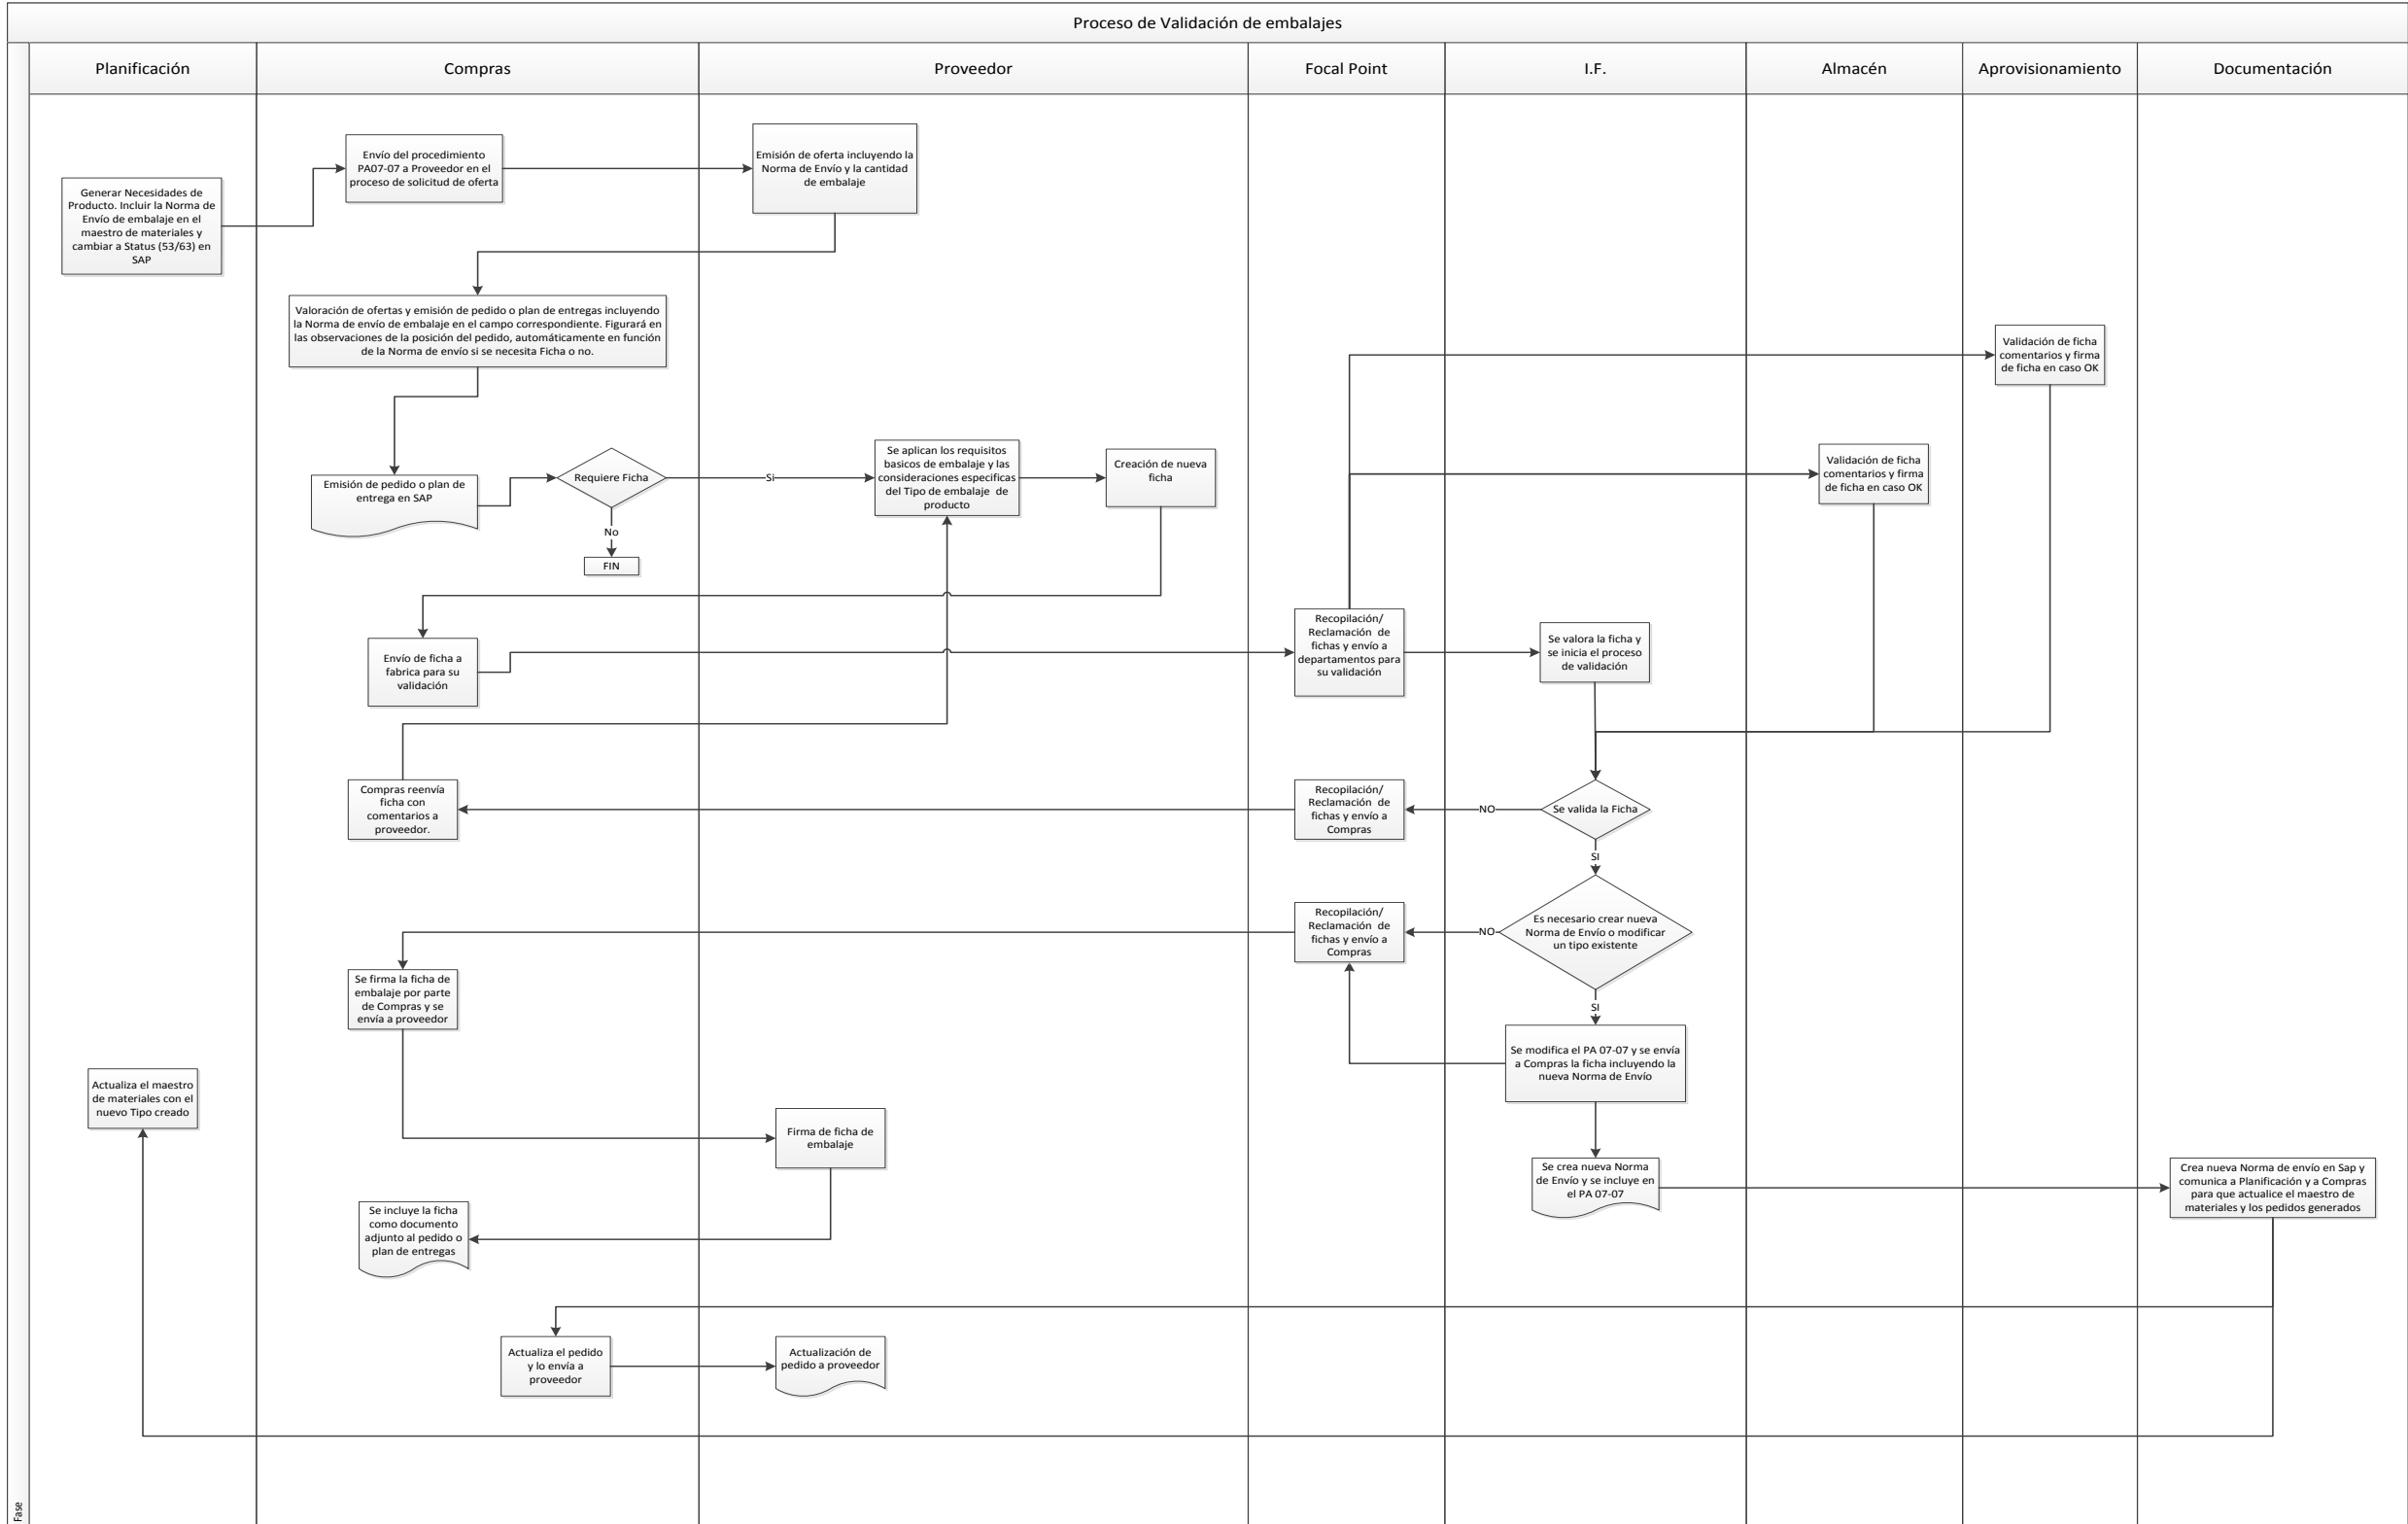 Proceso de Validación de embalajes
Fase
Planificación
Compras
Proveedor
Focal Point
I.F.
Almacén
Aprovisionamiento
Documentación
Generar Necesidades de
Producto. Incluir la Norma de
Envío de embalaje en el
maestro de materiales y
cambiar a Status (53/63) en
SAP
Envío del procedimiento
PA07-07 a Proveedor en el
proceso de solicitud de oferta
Emisión de oferta incluyendo la
Norma de Envío y la cantidad
de embalaje
Valoración de ofertas y emisión de pedido o plan de entregas incluyendo
la Norma de envío de embalaje en el campo correspondiente. Figurará en
las observaciones de la posición del pedido, automáticamente en función
de la Norma de envío si se necesita Ficha o no.
Validación de ficha
comentarios y firma
de ficha en caso OK
Emisión de pedido o plan de
entrega en SAP
Requiere Ficha
Si
No
FIN
Se aplican los requisitos
basicos de embalaje y las
consideraciones especificas
del Tipo de embalaje de
producto
Creación de nueva
ficha
Validación de ficha
comentarios y firma
de ficha en caso OK
Envío de ficha a
fabrica para su
validación
Recopilación/
Reclamación de
fichas y envío a
departamentos para
su validación
Se valora la ficha y
se inicia el proceso
de validación
Compras reenvía
ficha con
comentarios a
proveedor.
Recopilación/
Reclamación de
fichas y envío a
Compras
NO
Se valida la Ficha
SI
Recopilación/
Reclamación de
fichas y envío a
Compras
NO
Es necesario crear nueva
Norma de Envío o modificar
un tipo existente
SI
Se firma la ficha de
embalaje por parte
de Compras y se
envía a proveedor
Se modifica el PA 07-07 y se envía
a Compras la ficha incluyendo la
nueva Norma de Envío
Actualiza el maestro
de materiales con el
nuevo Tipo creado
Firma de ficha de
embalaje
Se crea nueva Norma
de Envío y se incluye en
el PA 07-07
Crea nueva Norma de envío en Sap y
comunica a Planificación y a Compras
para que actualice el maestro de
materiales y los pedidos generados
Se incluye la ficha
como documento
adjunto al pedido o
plan de entregas
Actualiza el pedido
y lo envía a
proveedor
Actualización de
pedido a proveedor